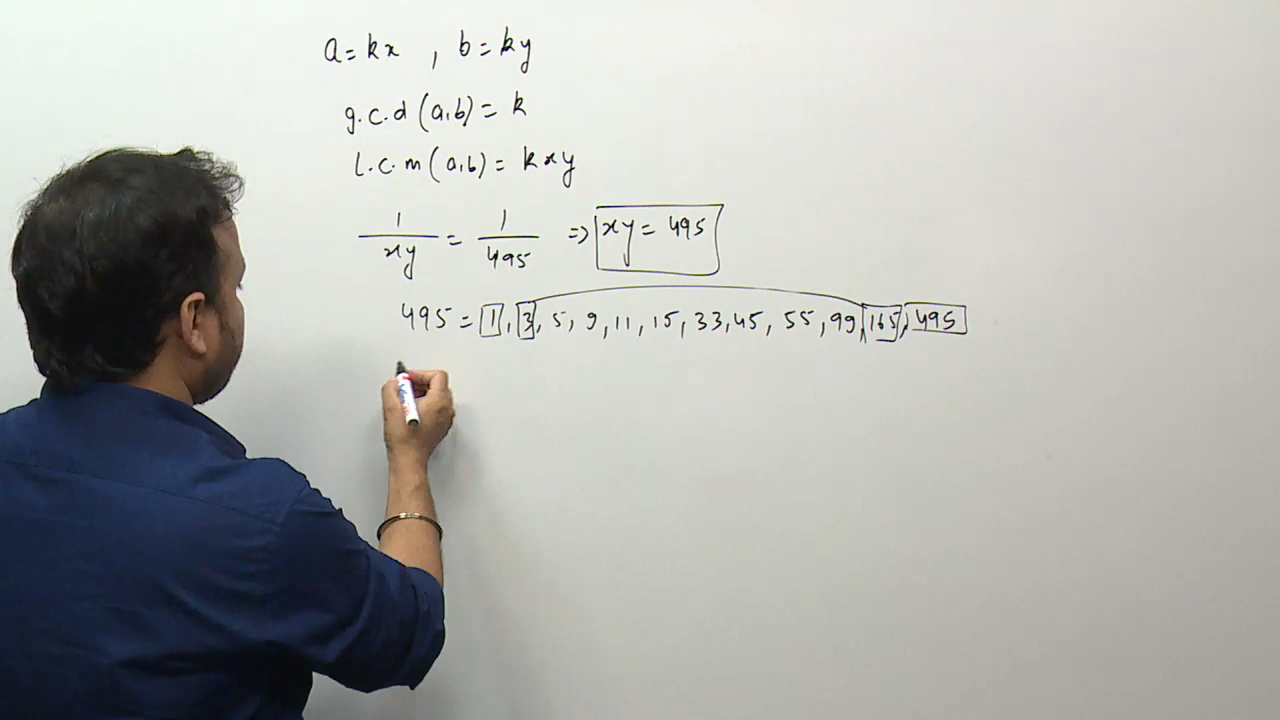 a = kx , b = ky
g.c.d (a,b) = k
l.c.m (a,b) = kxy
1/xy = 1/495 ⇒ xy = 495
495 = 1, 3, 5, 9, 11, 15, 33, 45, 55, 99, 165, 495